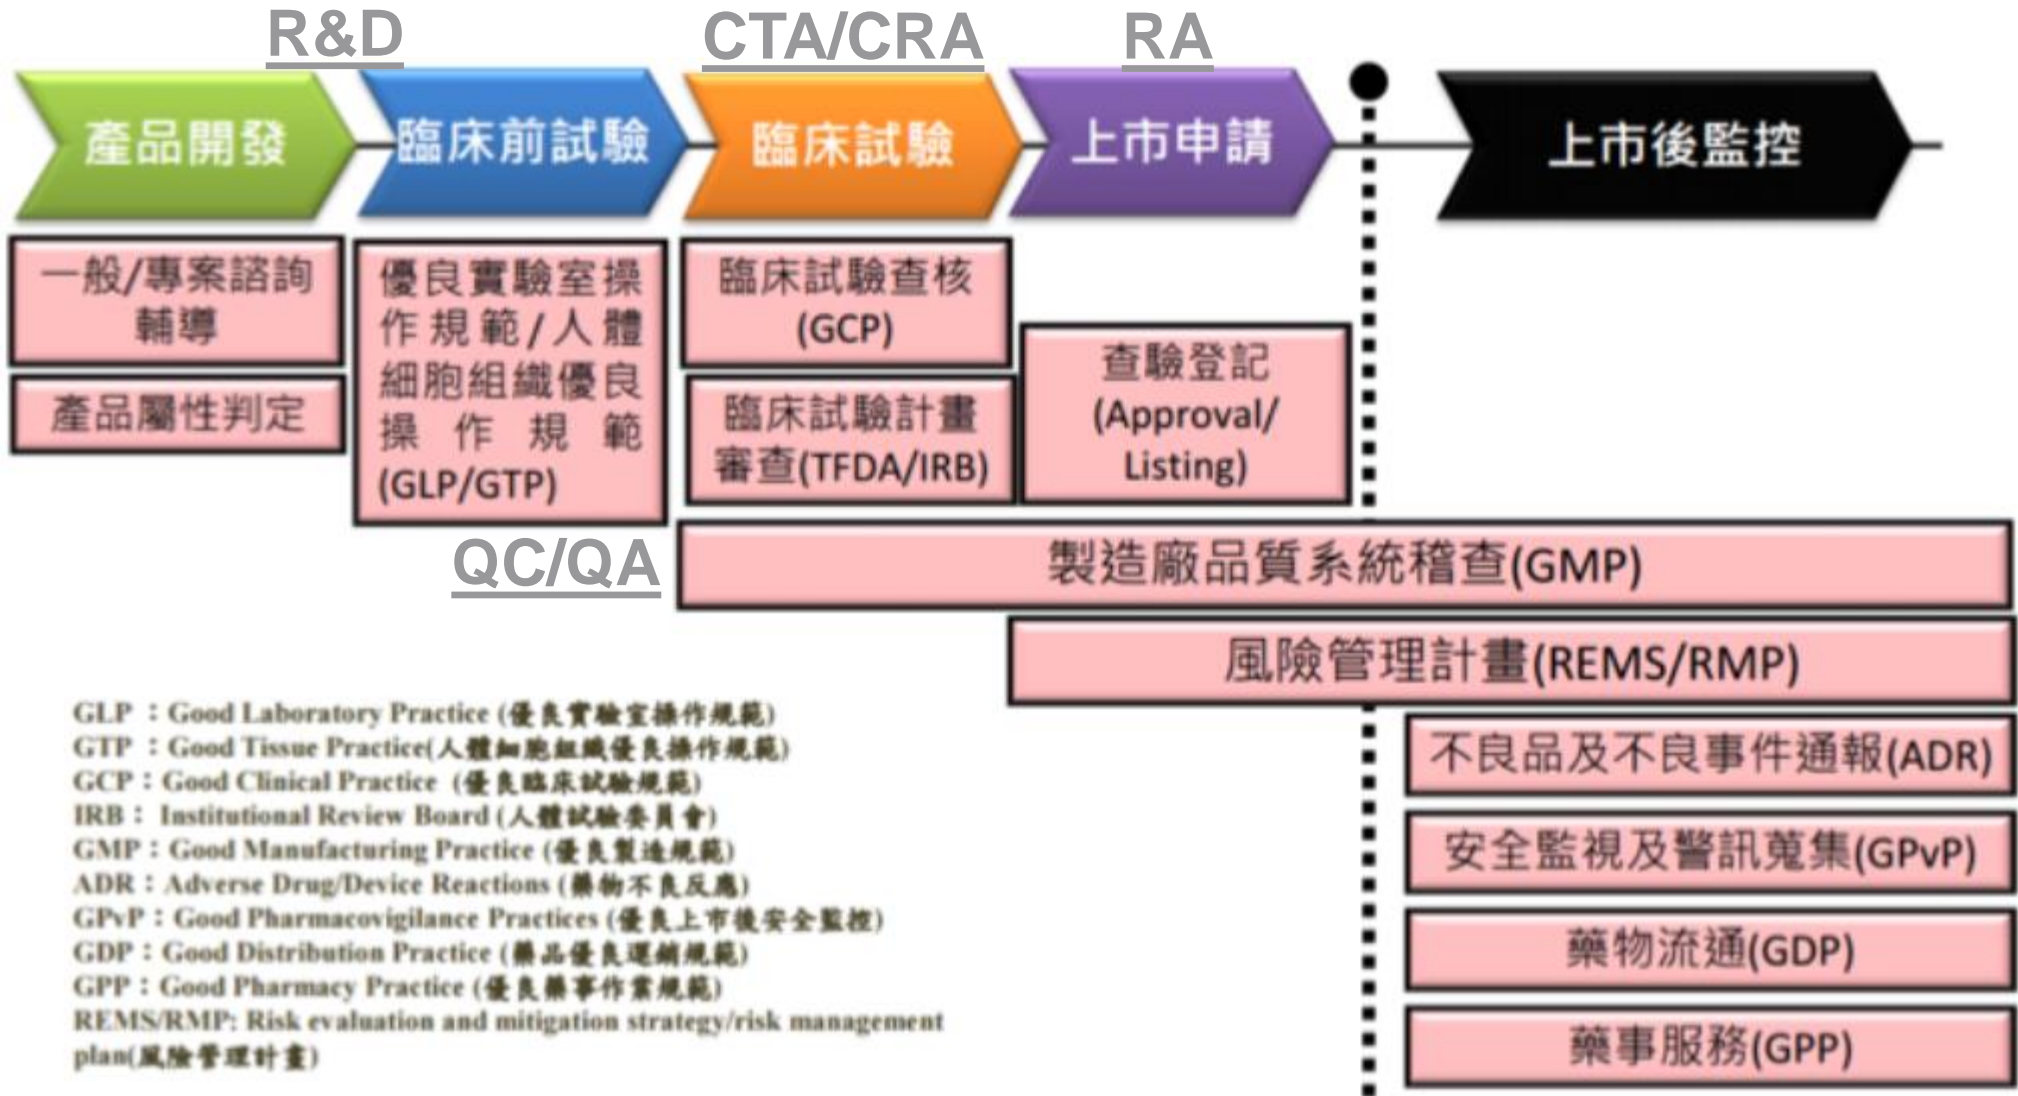 R&D
CTA/CRA
RA
產品開發
臨床前試驗
臨床試驗
上市申請
上市後監控
一般/專案諮詢
輔導
產品屬性判定
優良實驗室操
作規範/人體
細胞組織優良
操作規範
(GLP/GTP)
臨床試驗查核
(GCP)
臨床試驗計畫
審查(TFDA/IRB)
查驗登記
(Approval/
Listing)
QC/QA
製造廠品質系統稽查(GMP)
風險管理計畫(REMS/RMP)
不良品及不良事件通報(ADR)
安全監視及警訊蒐集(GPvP)
藥物流通(GDP)
藥事服務(GPP)
GLP：Good Laboratory Practice (優良實驗室操作規範)
GTP：Good Tissue Practice(人體細胞組織優良操作規範)
GCP：Good Clinical Practice (優良臨床試驗規範)
IRB： Institutional Review Board (人體試驗委員會)
GMP：Good Manufacturing Practice (優良製造規範)
ADR：Adverse Drug/Device Reactions (藥物不良反應)
GPvP：Good Pharmacovigilance Practices (優良上市後安全監控)
GDP：Good Distribution Practice (藥品優良運銷規範)
GPP：Good Pharmacy Practice (優良藥事作業規範)
REMS/RMP: Risk evaluation and mitigation strategy/risk management
plan(風險管理計畫)